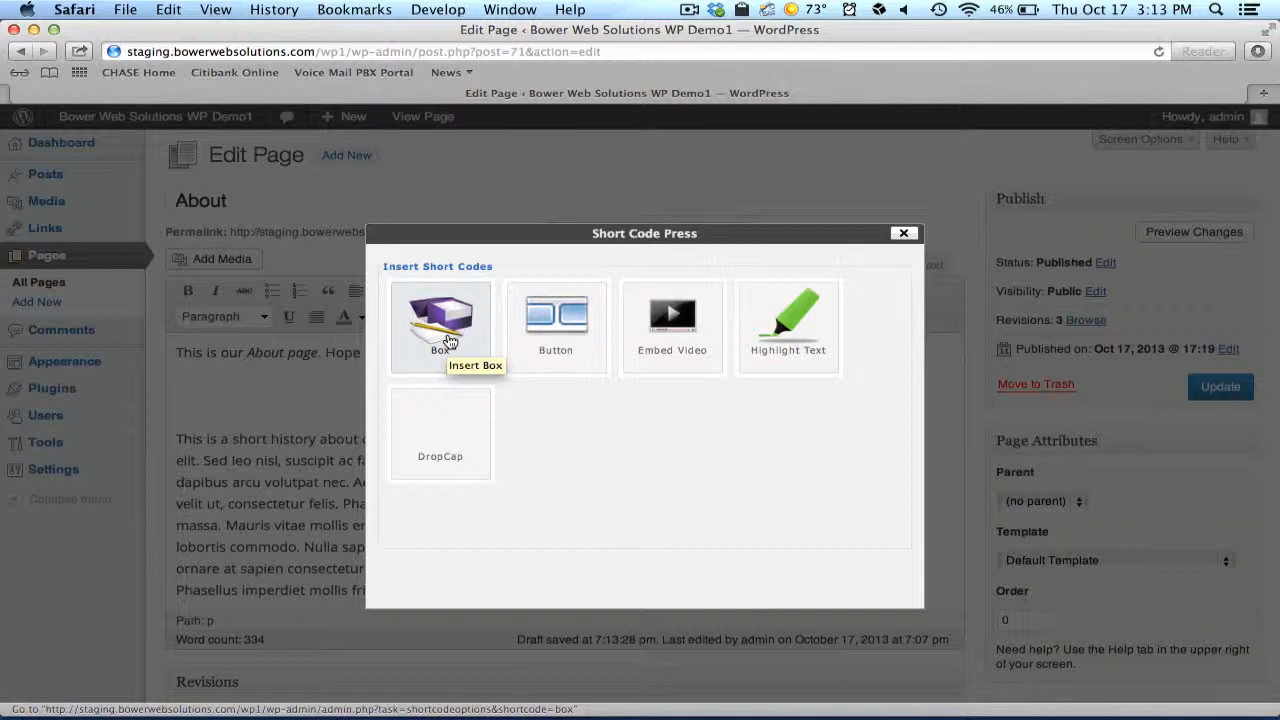 Safari File Edit View History Bookmarks Develop Window Help 73° 46% Thu Oct 17 3:13 PM
Edit Page ‹ Bower Web Solutions WP Demo1 — WordPress
staging.bowerwebsolutions.com/wp1/wp-admin/post.php?post=71&action=edit Reader
CHASE Home Citibank Online Voice Mail PBX Portal News
Edit Page ‹ Bower Web Solutions WP Demo1 — WordPress
Bower Web Solutions WP Demo1 New View Page Howdy, admin
Screen Options Help
Dashboard
Posts
Media
Links
Pages
All Pages
Add New
Comments
Appearance
Plugins
Users
Tools
Settings
Collapse menu
Edit Page Add New
About
Permalink: http://staging.bowerwebs
Add Media
B I ABC
Paragraph U A
This is our About page. Hope
This is a short history about
elit. Sed leo nisl, suscipit ac fa
dapibus arcu volutpat nec. Ae
velit ut, consectetur felis. Pha
massa. Mauris vitae mollis er
lobortis commodo. Nulla sap
ornare at sapien consectetur
Phasellus imperdiet mollis fri
Path: p
Word count: 334 Draft saved at 7:13:28 pm. Last edited by admin on October 17, 2013 at 7:07 pm
Revisions
Short Code Press
Insert Short Codes
Box
Button
Embed Video
Highlight Text
Insert Box
DropCap
Publish
Preview Changes
Status: Published Edit
Visibility: Public Edit
Revisions: 3 Browse
Published on: Oct 17, 2013 @ 17:19 Edit
Move to Trash Update
Page Attributes
Parent
(no parent)
Template
Default Template
Order
0
Need help? Use the Help tab in the upper right
of your screen.
Go to "http://staging.bowerwebsolutions.com/wp1/wp-admin/admin.php?task=shortcodeoptions&shortcode=box"